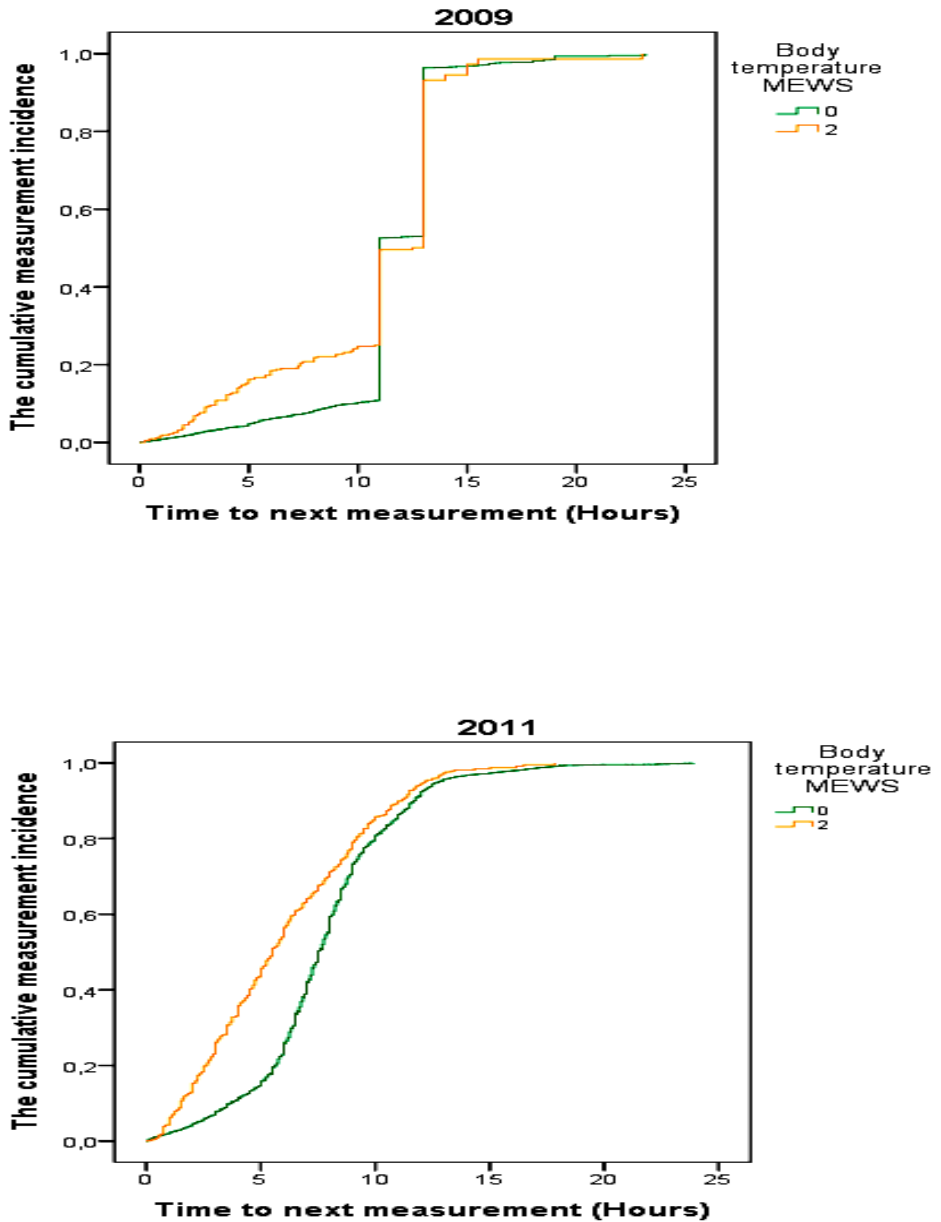 2009
The cumulative measurement incidence
1,0
0,8
0,6
0,4
0,2
0,0
0 5 10 15 20 25
Time to next measurement (Hours)
Body
temperature
MEWS
0
2
2011
The cumulative measurement incidence
1,0
0,8
0,6
0,4
0,2
0,0
0 5 10 15 20 25
Time to next measurement (Hours)
Body
temperature
MEWS
0
2